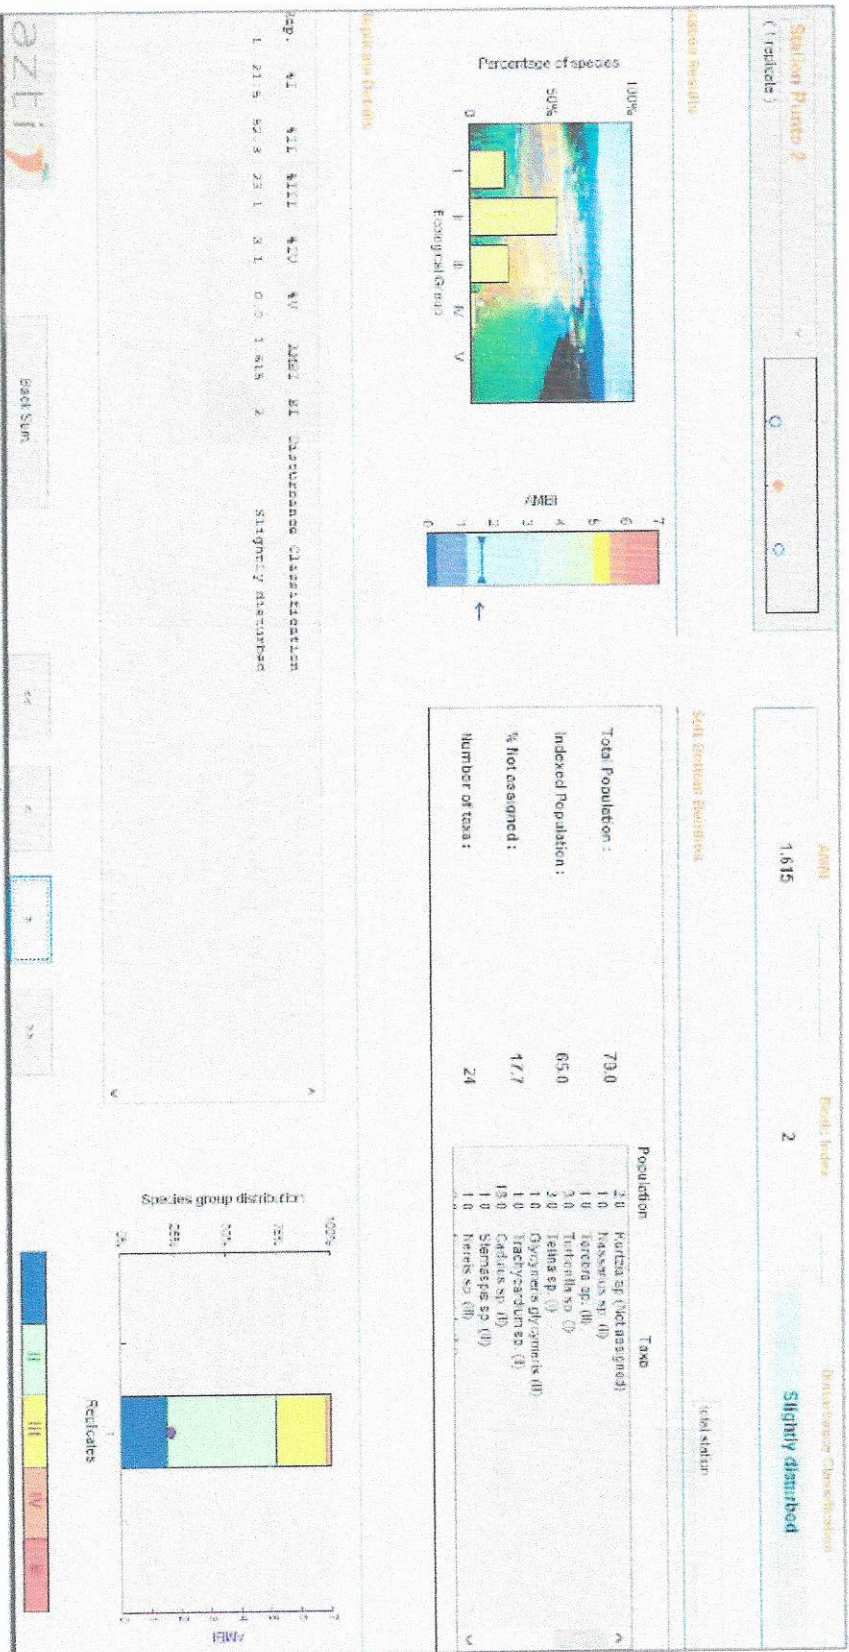 Station Punto 2
( 1 replicate )
AMBI
1.615
2
Disturbance Classification
Slightly disturbed
Station Results
Percentage of species
100%
50%
0
I II III IV V
Ecological Group
AMBI
0 1 2 3 4 5 6 7
Total Population : 79.0
Indexed Population : 65.0
% Not assigned : 17.7
Number of taxa : 24
total station
Population Taxa
2.0 Kurtzia sp (Not assigned)
1.0 Nassarius sp. (II)
1.0 Terebra sp. (II)
3.0 Turbonilla sp. (I)
3.0 Tellina sp. (I)
1.0 Glycymeris glycymeris (II)
1.0 Trachycardium sp. (I)
18.0 Cadulus sp. (II)
1.0 Sternaspis sp. (III)
1.0 Nereis sp. (III)
Replicate Details
Rep. %I %II %III %IV %V AMBI BI Disturbance Classification
1 21.5 52.3 23.1 3.1 0.0 1.615 2 Slightly disturbed
Species group distribution
100%
75%
50%
25%
0%
1
Replicates
AMBI
II III IV V
azti
Back Sum.
<< < > >>